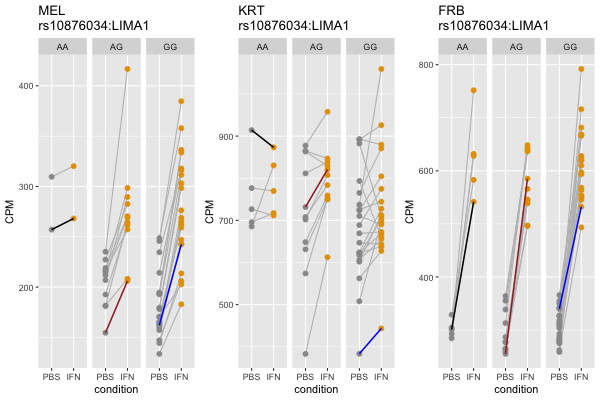 MEL
rs10876034:LIMA1
AA AG GG
CPM
400
300
200
PBS IFN PBS IFN PBS IFN
condition
KRT
rs10876034:LIMA1
AA AG GG
CPM
900
700
500
PBS IFN PBS IFN PBS IFN
condition
FRB
rs10876034:LIMA1
AA AG GG
CPM
800
600
400
PBS IFN PBS IFN PBS IFN
condition